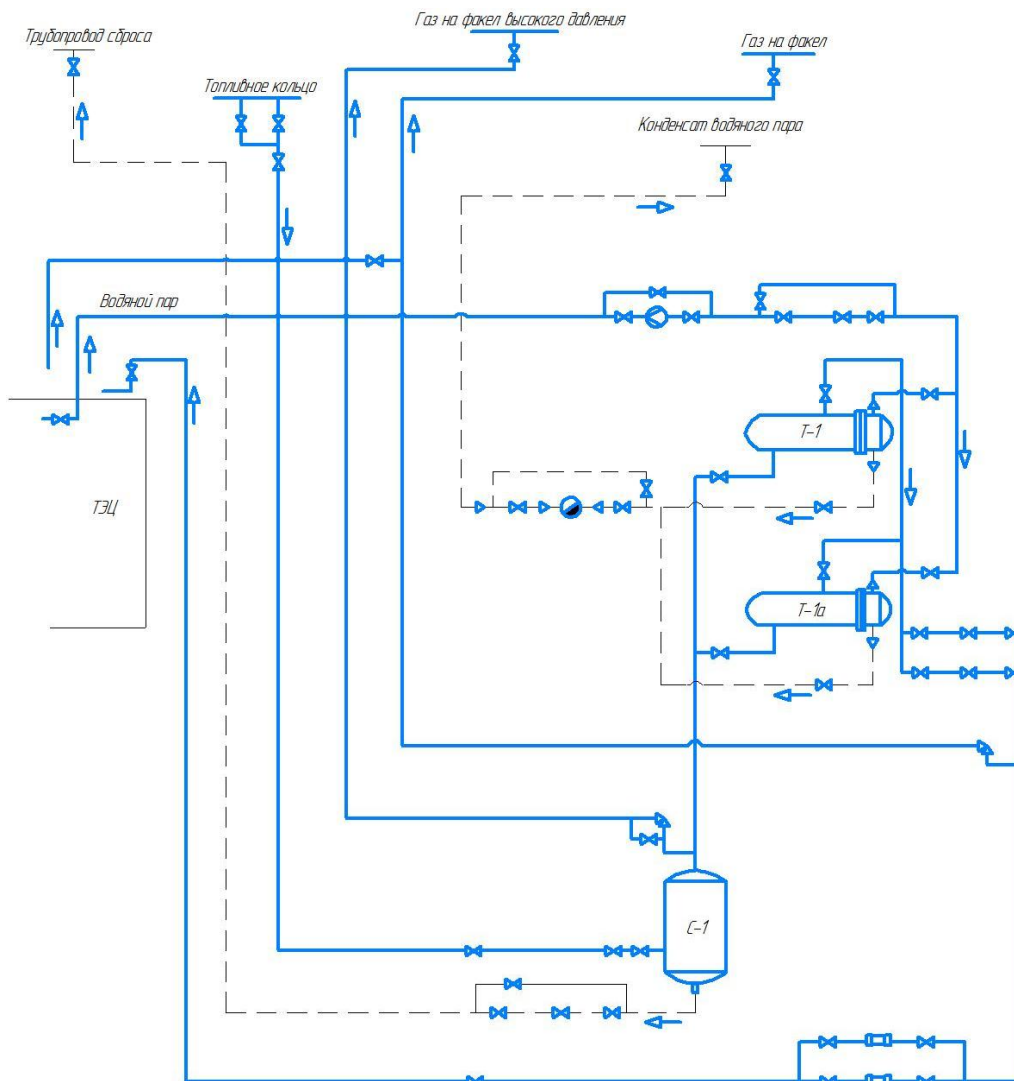 Газ на факел высокого давления
Трубопровод сброса
Газ на факел
Топливное кольцо
Конденсат водяного пара
Водяной пар
Т-1
ТЭЦ
Т-1а
С-1